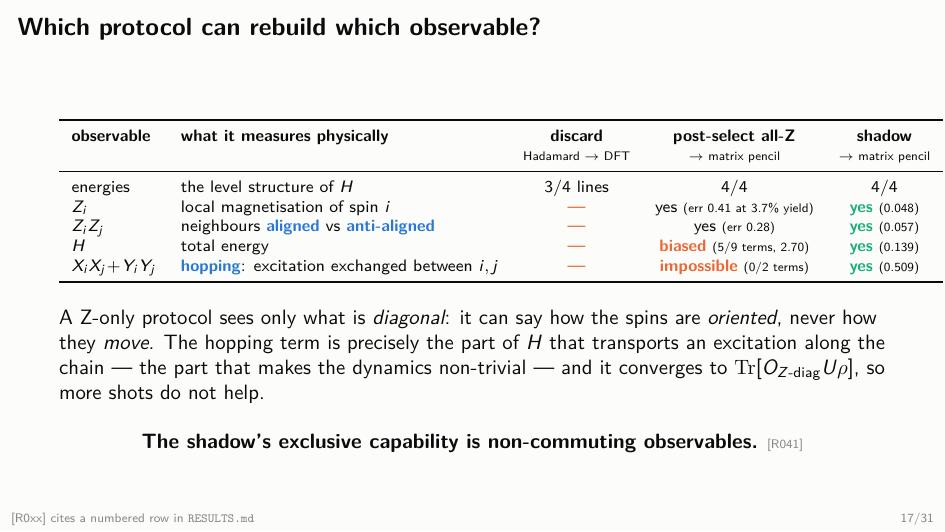 Which protocol can rebuild which observable?
observable what it measures physically discard post-select all-Z shadow
Hadamard → DFT → matrix pencil → matrix pencil
energies the level structure of H 3/4 lines 4/4 4/4
Z_i local magnetisation of spin i — yes (err 0.41 at 3.7% yield) yes (0.048)
Z_iZ_j neighbours aligned vs anti-aligned — yes (err 0.28) yes (0.057)
H total energy — biased (5/9 terms, 2.70) yes (0.139)
X_iX_j + Y_iY_j hopping: excitation exchanged between i, j — impossible (0/2 terms) yes (0.509)
A Z-only protocol sees only what is diagonal: it can say how the spins are oriented, never how
they move. The hopping term is precisely the part of H that transports an excitation along the
chain — the part that makes the dynamics non-trivial — and it converges to Tr[O_{Z-diag}Uρ], so
more shots do not help.
The shadow's exclusive capability is non-commuting observables. [R041]
[R0xx] cites a numbered row in RESULTS.md 17/31